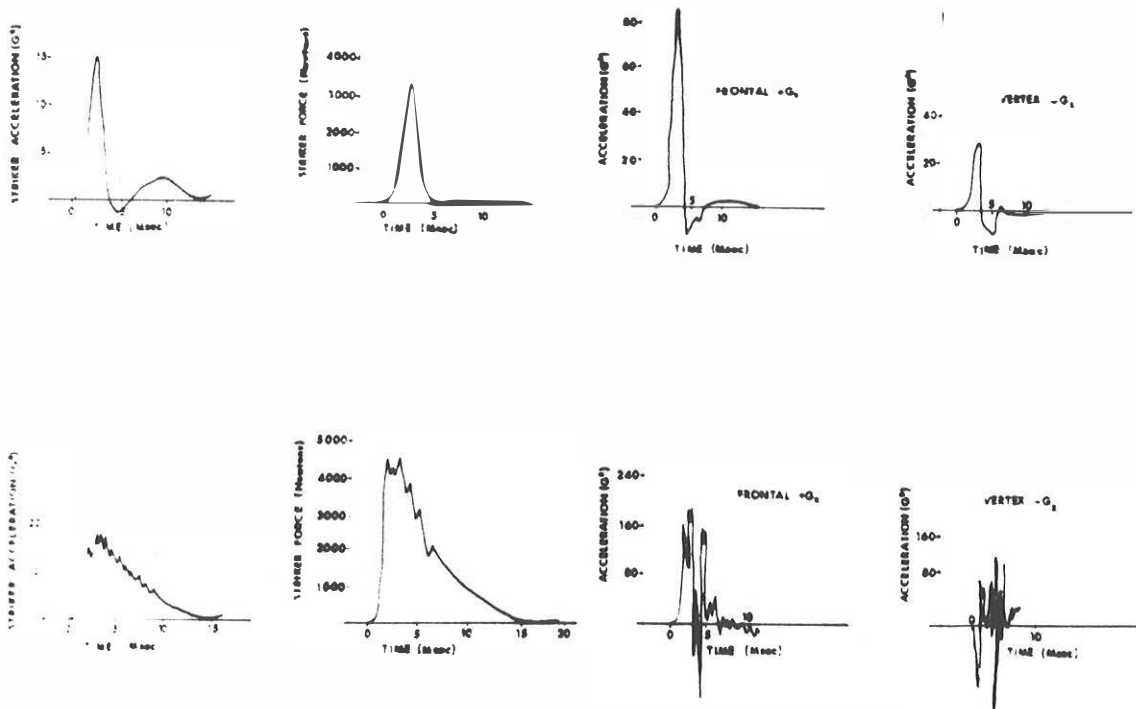 STRIKER ACCELERATION (G's)
15-
10-
5-
0 5 10
TIME (Msec)
STRIKER FORCE (Newtons)
4000-
3000-
2000-
1000-
0 5 10
TIME (Msec)
ACCELERATION (G's)
80-
60-
40-
20-
FRONTAL +Gx
0 5 10
TIME (Msec)
ACCELERATION (G's)
40-
20-
VERTEX -Gz
0 5 10
TIME (Msec)
STRIKER ACCELERATION
5 10 15
STRIKER FORCE (Newtons)
5000-
4000-
3000-
2000-
1000
0 5 10 15 20
TIME (Msec)
ACCELERATION (G's)
240-
160-
80-
FRONTAL +Gx
0 5 10
TIME (Msec)
ACCELERATION (G's)
160-
80-
VERTEX -Gz
0 10
TIME (Msec)